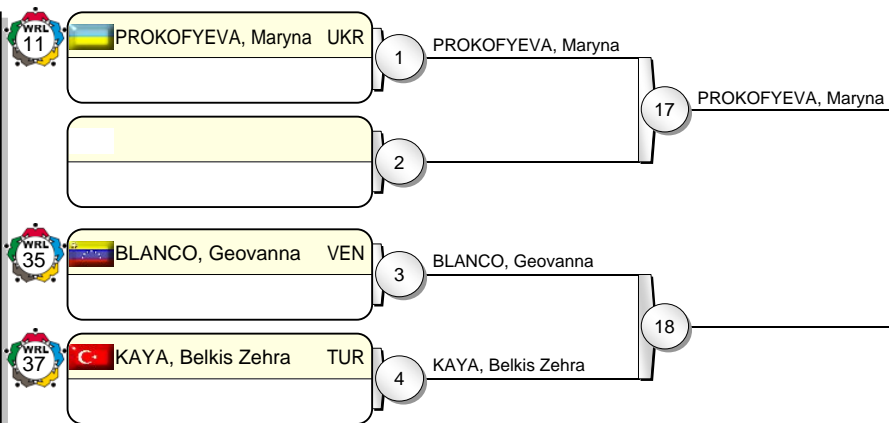 WRL
11
PROKOFYEVA, Maryna UKR
1
PROKOFYEVA, Maryna
2
17
PROKOFYEVA, Maryna
WRL
35
BLANCO, Geovanna VEN
3
BLANCO, Geovanna
WRL
37
KAYA, Belkis Zehra TUR
4
KAYA, Belkis Zehra
18